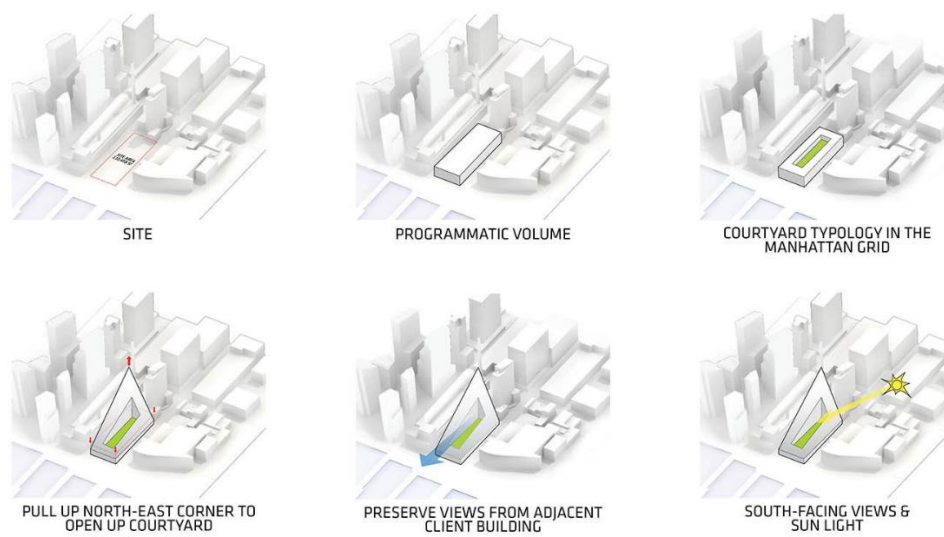 SITE
PROGRAMMATIC VOLUME
COURTYARD TYPOLOGY IN THE
MANHATTAN GRID
PULL UP NORTH-EAST CORNER TO
OPEN UP COURTYARD
PRESERVE VIEWS FROM ADJACENT
CLIENT BUILDING
SOUTH-FACING VIEWS &
SUN LIGHT